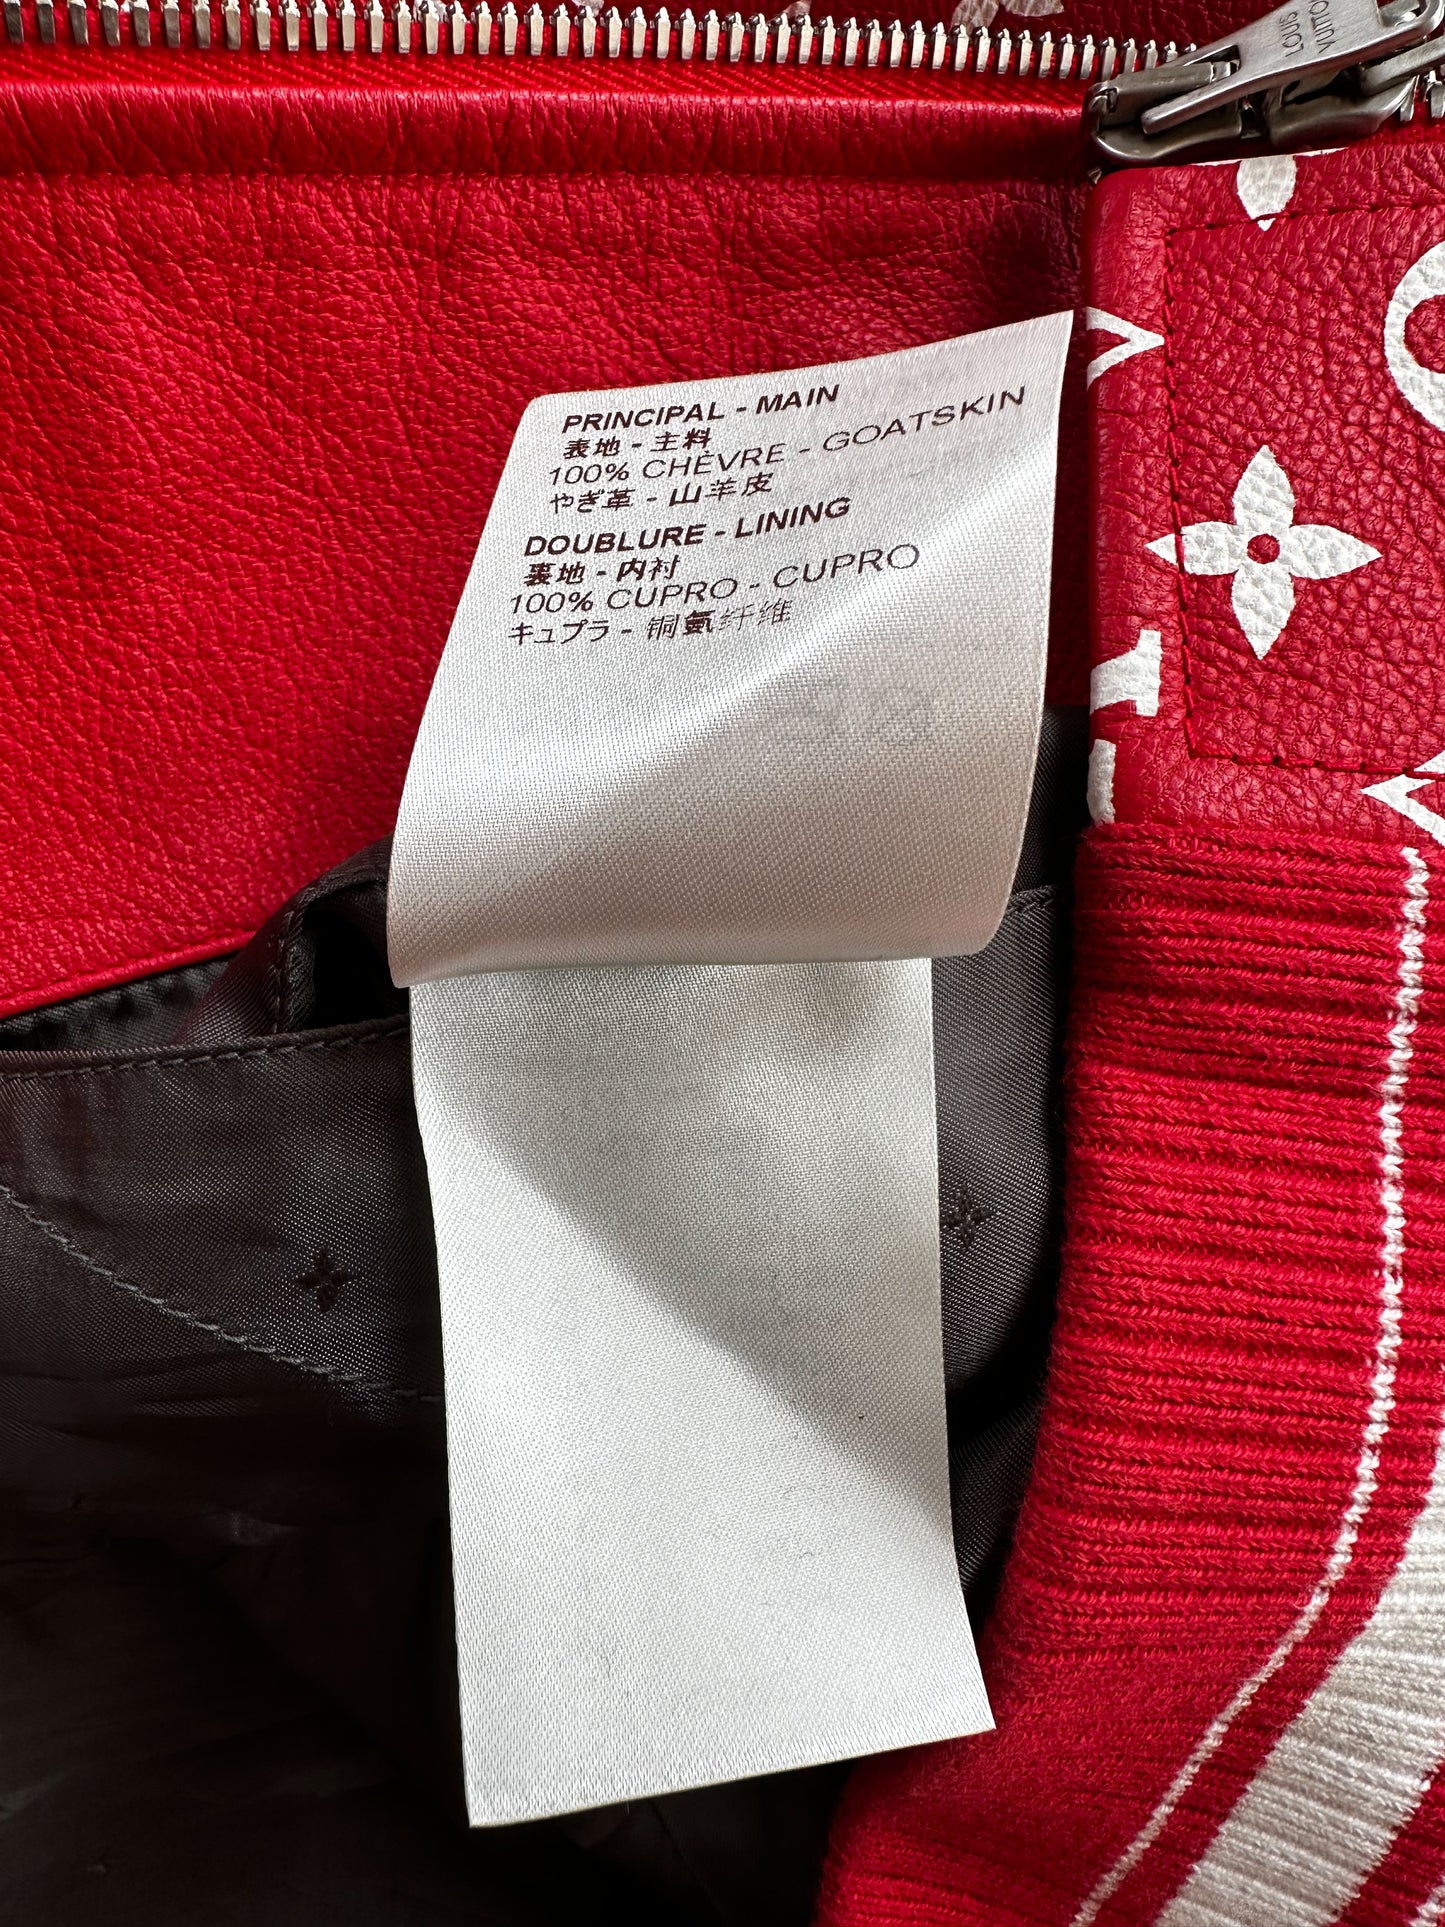 LOUIS
VUITTON
PRINCIPAL - MAIN
表地 - 主料
100% CHÈVRE - GOATSKIN
やぎ革 - 山羊皮
DOUBLURE - LINING
裏地 - 内衬
100% CUPRO - CUPRO
キュプラ - 铜氨纤维